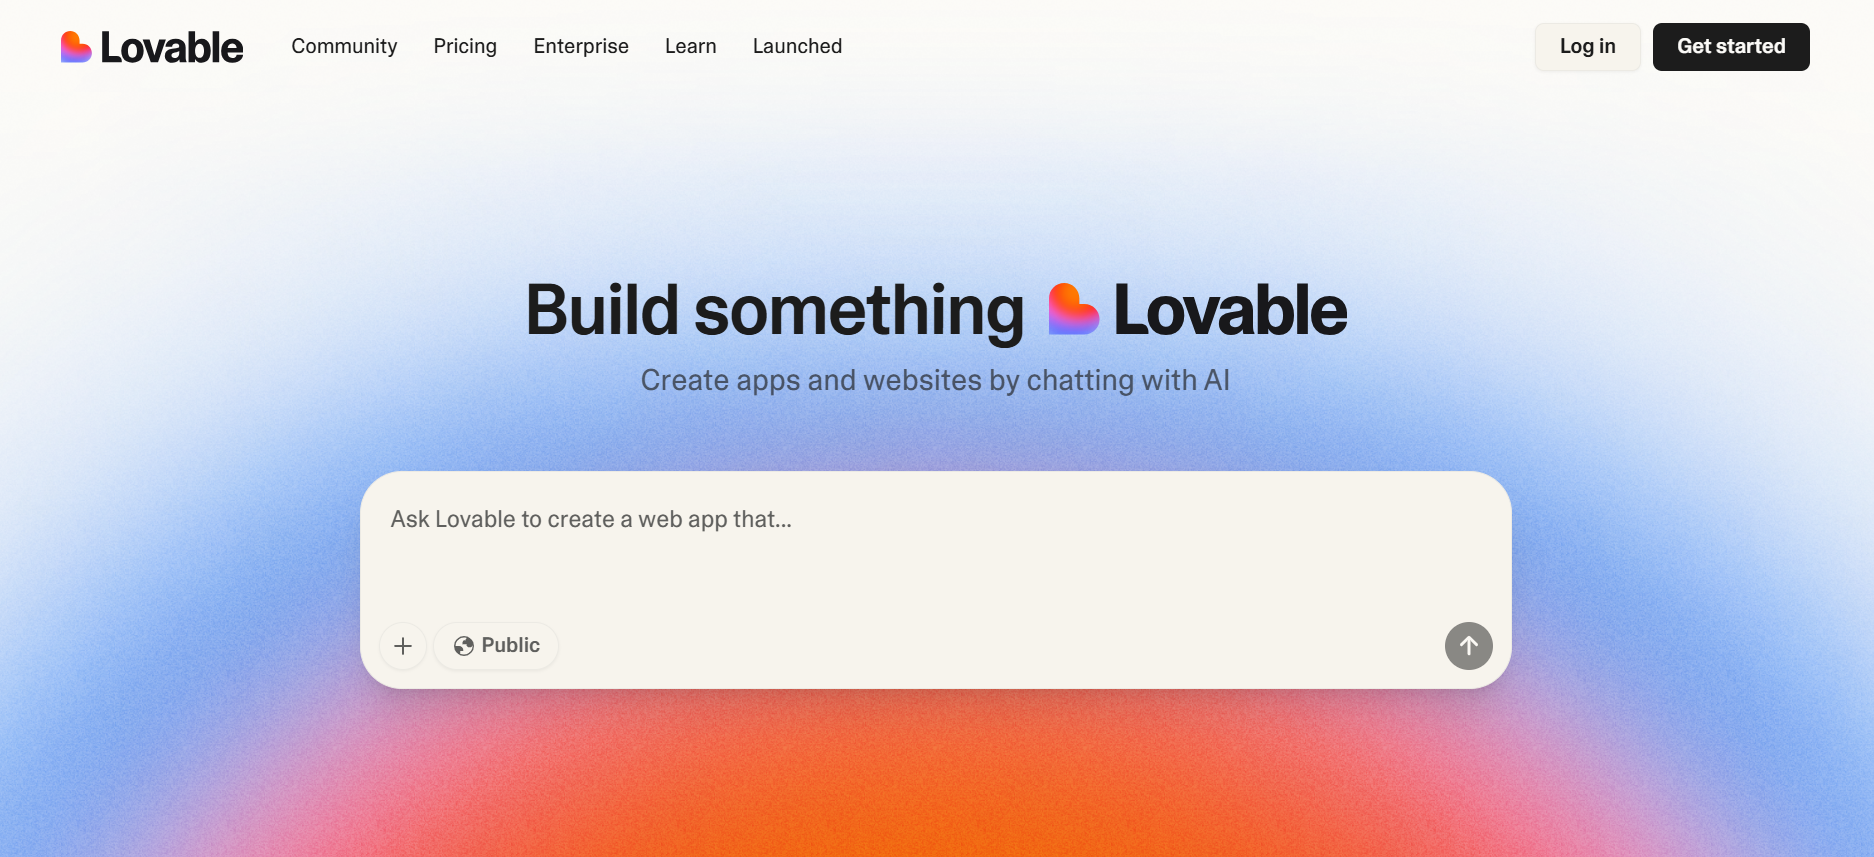 Lovable Community Pricing Enterprise Learn Launched Log in Get started
Build something Lovable
Create apps and websites by chatting with AI
Ask Lovable to create a web app that...
Public